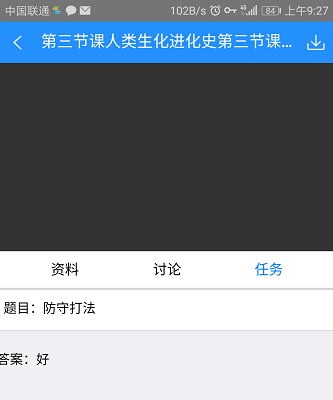 中国联通 102B/s 4G 84 上午9:27
第三节课人类生化进化史第三节课...
资料 讨论 任务
题目：防守打法
答案：好